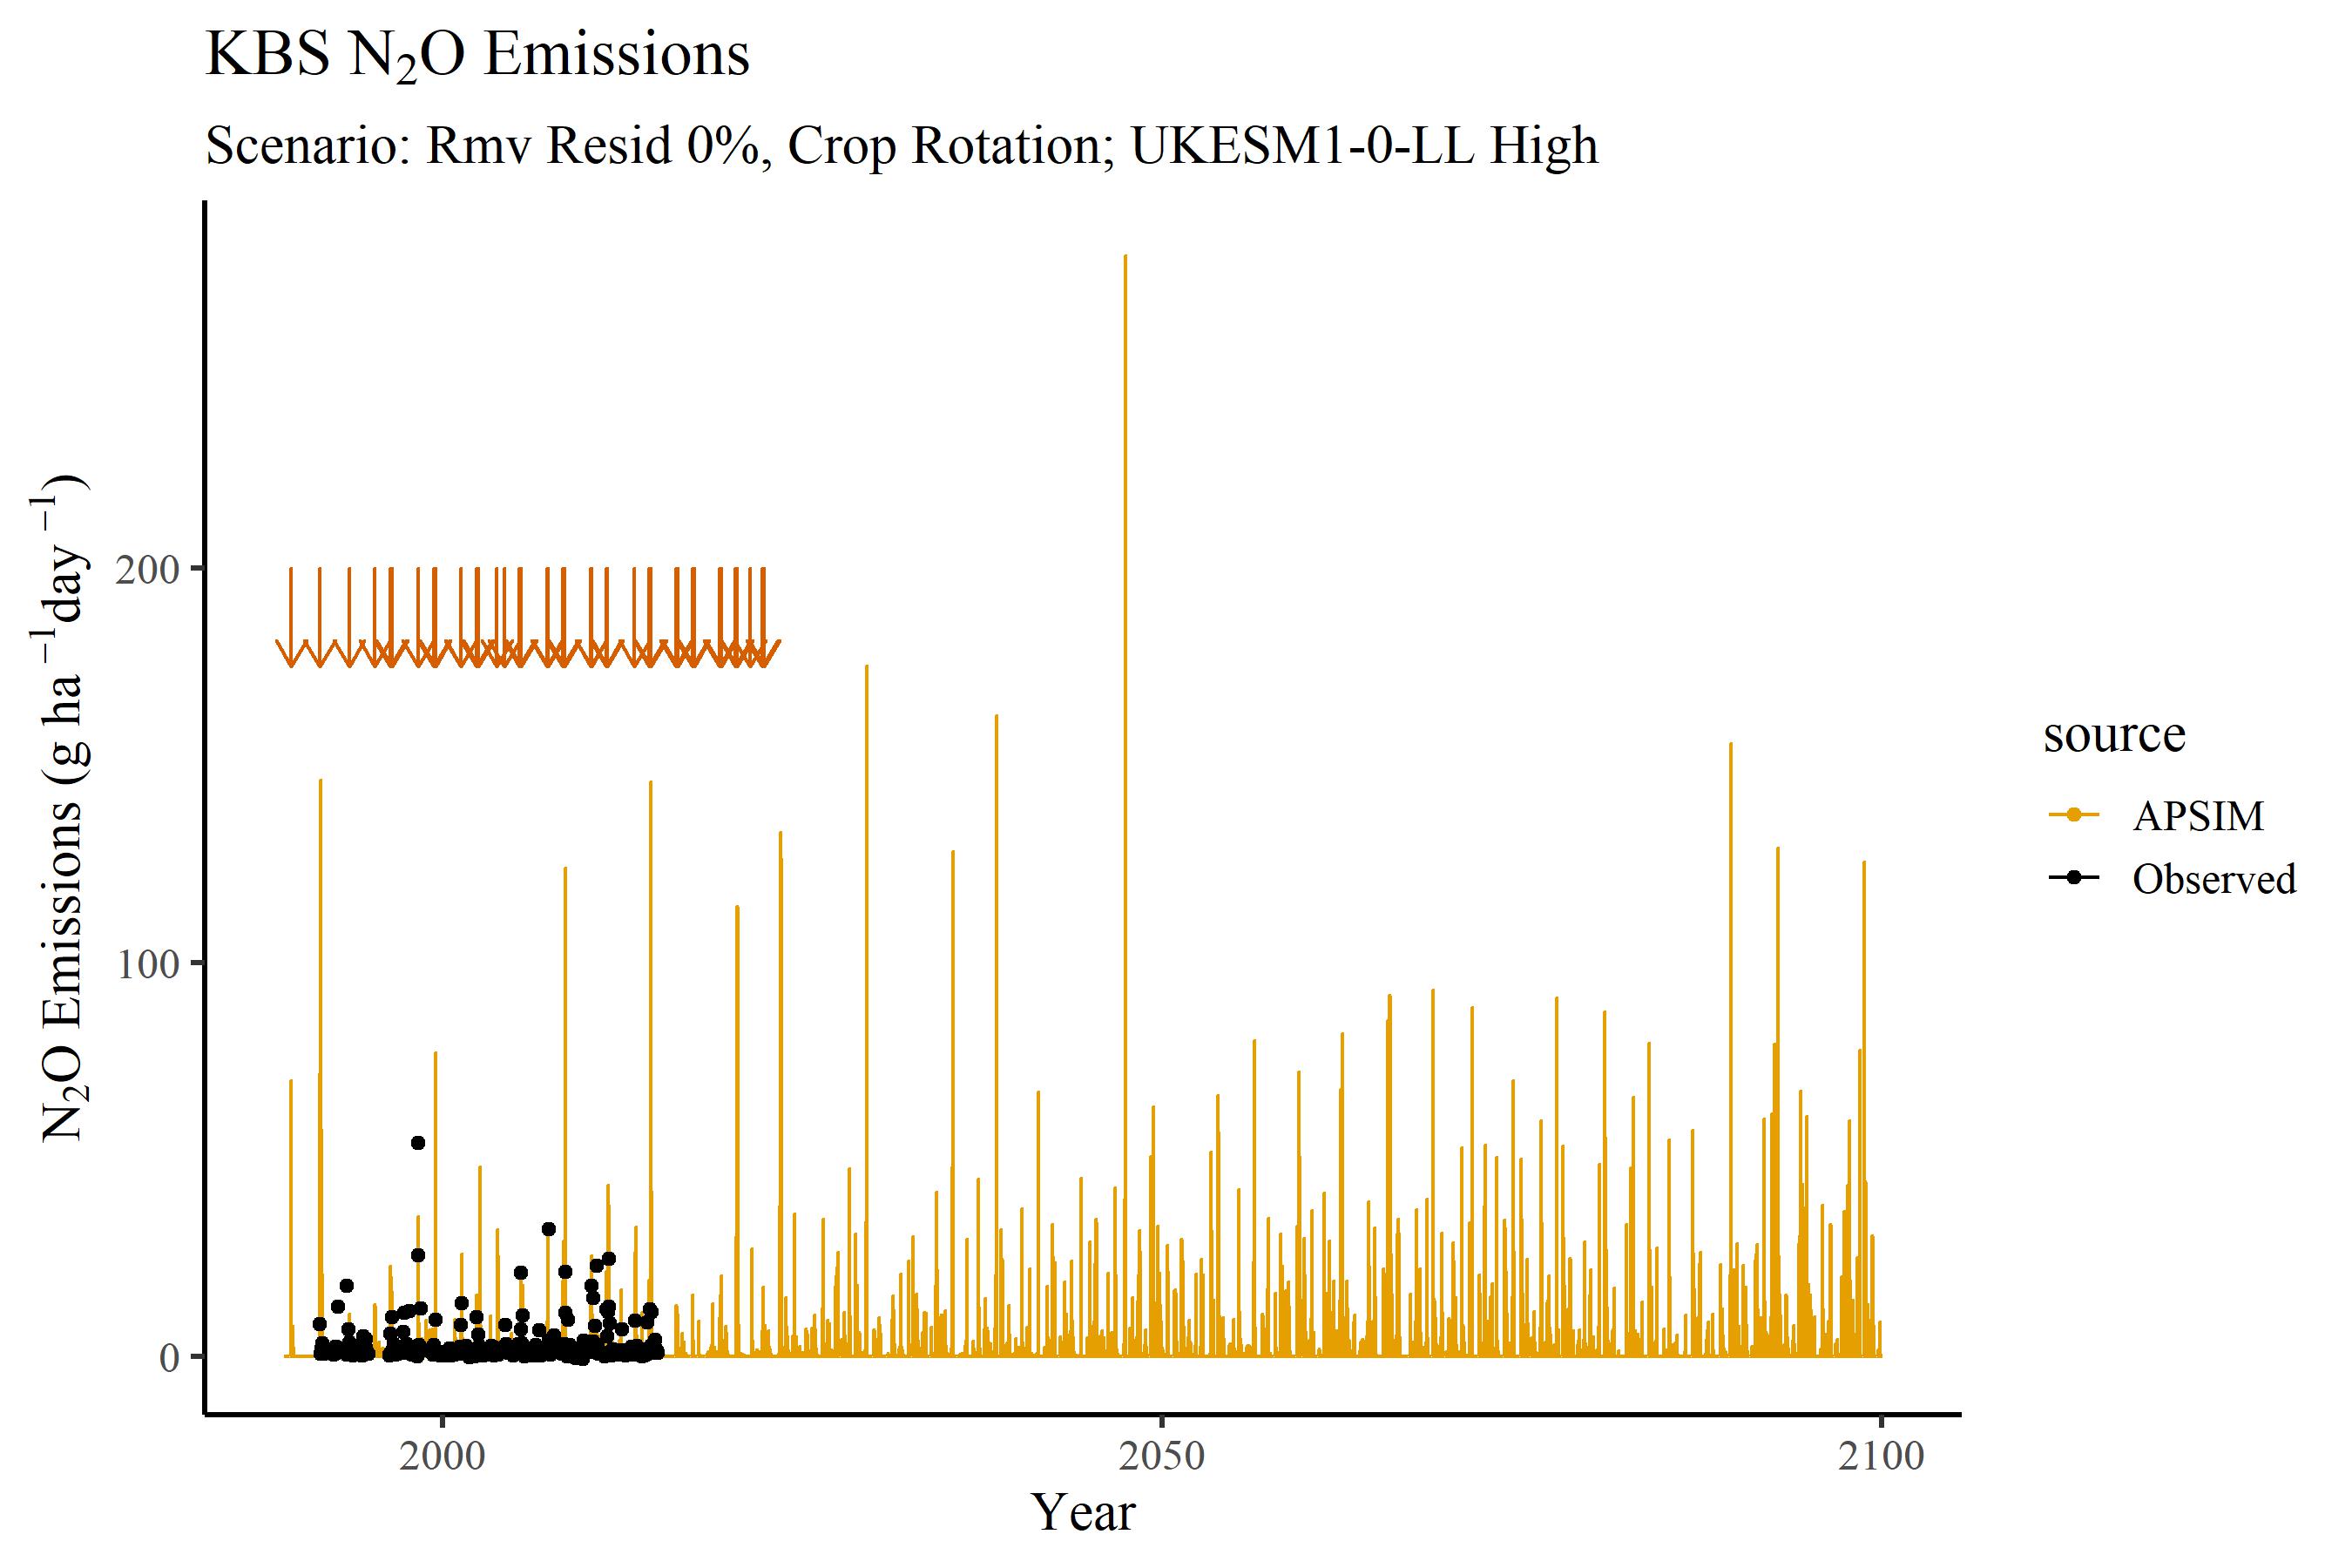 KBS N₂O Emissions
Scenario: Rmv Resid 0%, Crop Rotation; UKESM1-0-LL High
N₂O Emissions (g ha⁻¹day⁻¹)
200
100
0
2000
2050
2100
Year
source
APSIM
Observed